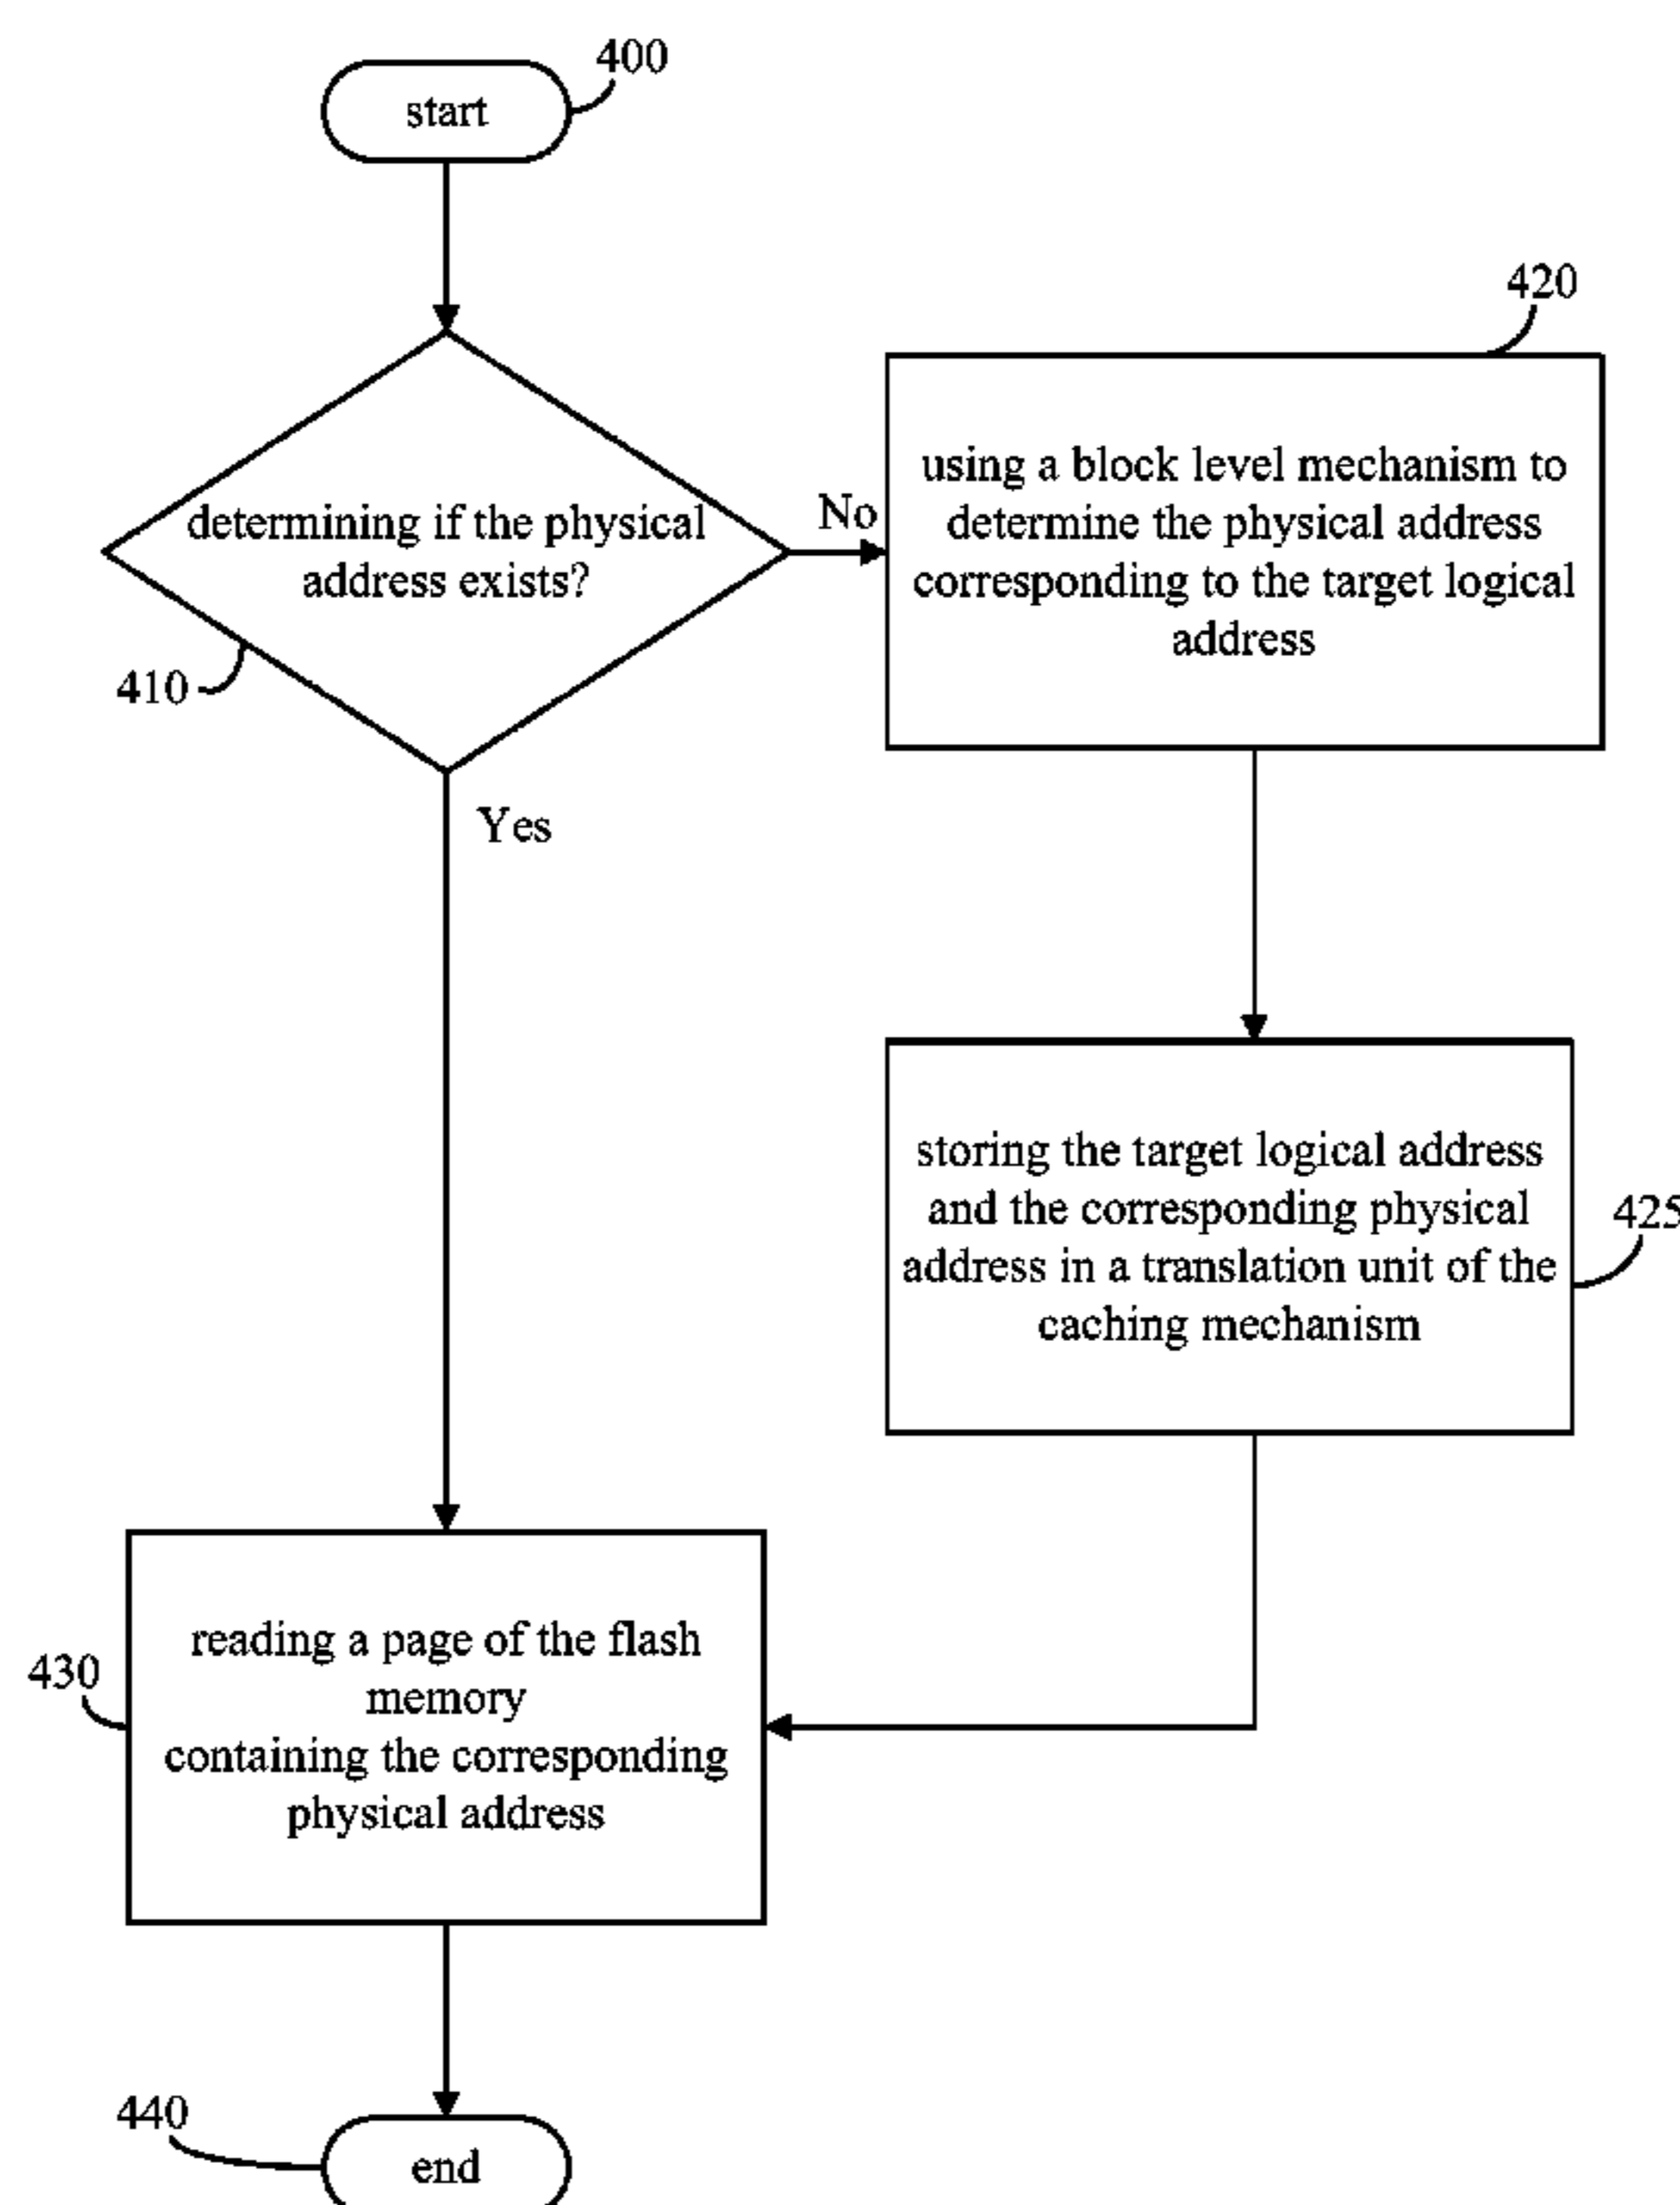 400
start
420
using a block level mechanism to
determine the physical address
corresponding to the target logical
address
No
determining if the physical
address exists?
410
Yes
storing the target logical address
and the corresponding physical
address in a translation unit of the
caching mechanism
425
reading a page of the flash
memory
containing the corresponding
physical address
430
440
end